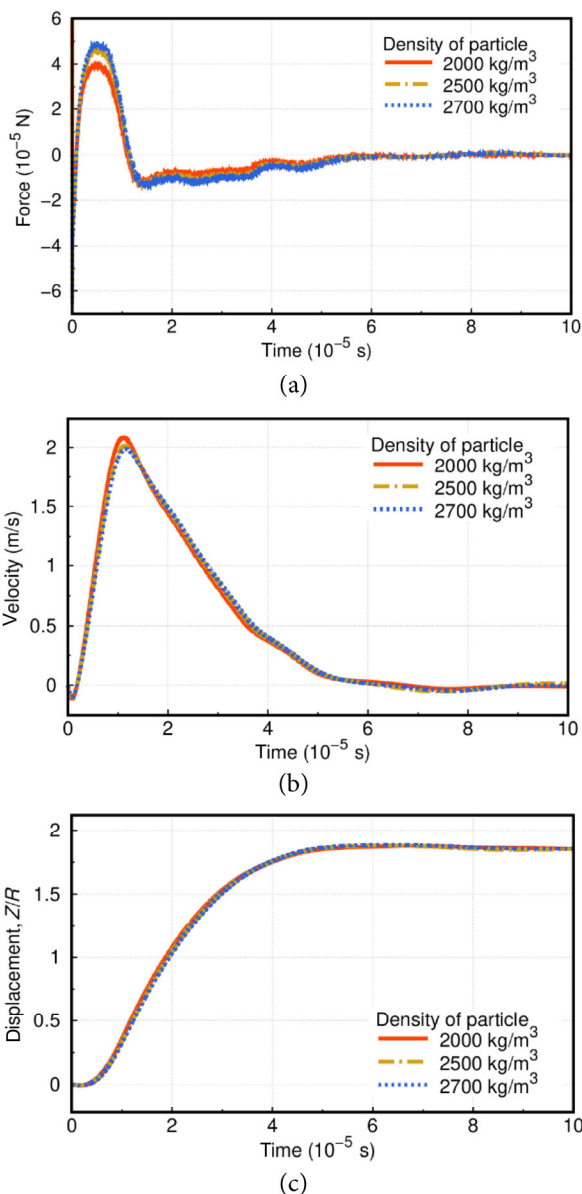 6
4
2
0
−2
−4
−6
Force (10⁻⁵ N)
Density of particle
2000 kg/m³
2500 kg/m³
2700 kg/m³
0 2 4 6 8 10
Time (10⁻⁵ s)
(a)
2
1.5
1
0.5
0
Velocity (m/s)
Density of particle
2000 kg/m³
2500 kg/m³
2700 kg/m³
0 2 4 6 8 10
Time (10⁻⁵ s)
(b)
2
1.5
1
0.5
0
Displacement, Z/R
Density of particle
2000 kg/m³
2500 kg/m³
2700 kg/m³
0 2 4 6 8 10
Time (10⁻⁵ s)
(c)